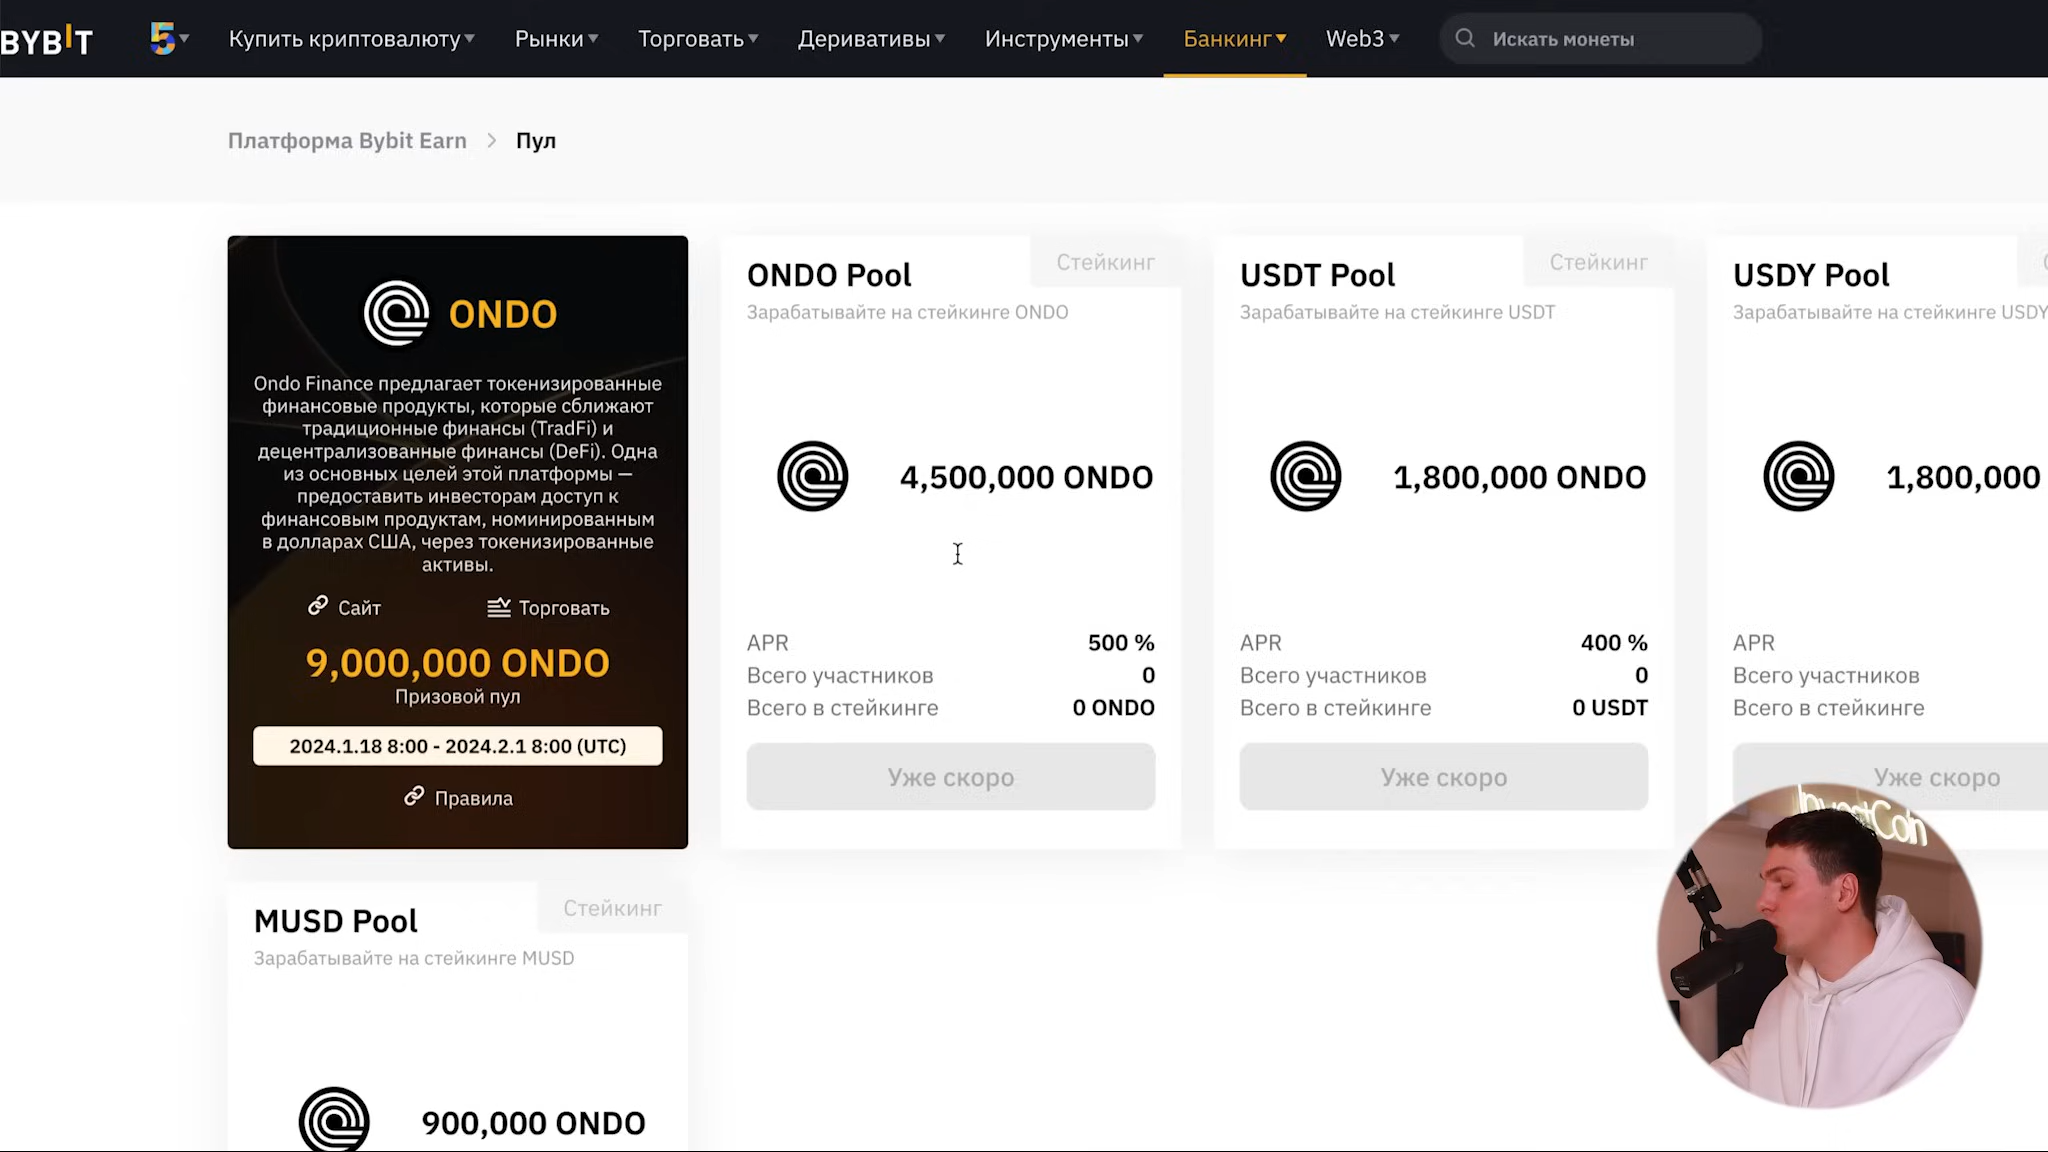 BYBIT
5
Купить криптовалюту
Рынки
Торговать
Деривативы
Инструменты
Банкинг
Web3
Искать монеты
Платформа Bybit Earn > Пул
ONDO
Ondo Finance предлагает токенизированные
финансовые продукты, которые сближают
традиционные финансы (TradFi) и
децентрализованные финансы (DeFi). Одна
из основных целей этой платформы —
предоставить инвесторам доступ к
финансовым продуктам, номинированным
в долларах США, через токенизированные
активы.
Сайт
Торговать
9,000,000 ONDO
Призовой пул
2024.1.18 8:00 - 2024.2.1 8:00 (UTC)
Правила
Стейкинг
ONDO Pool
Зарабатывайте на стейкинге ONDO
4,500,000 ONDO
APR 500 %
Всего участников 0
Всего в стейкинге 0 ONDO
Уже скоро
Стейкинг
USDT Pool
Зарабатывайте на стейкинге USDT
1,800,000 ONDO
APR 400 %
Всего участников 0
Всего в стейкинге 0 USDT
Уже скоро
USDY Pool
Зарабатывайте на стейкинге USDY
1,800,000
APR
Всего участников
Всего в стейкинге
Уже скоро
InvestCoin
Стейкинг
MUSD Pool
Зарабатывайте на стейкинге MUSD
900,000 ONDO